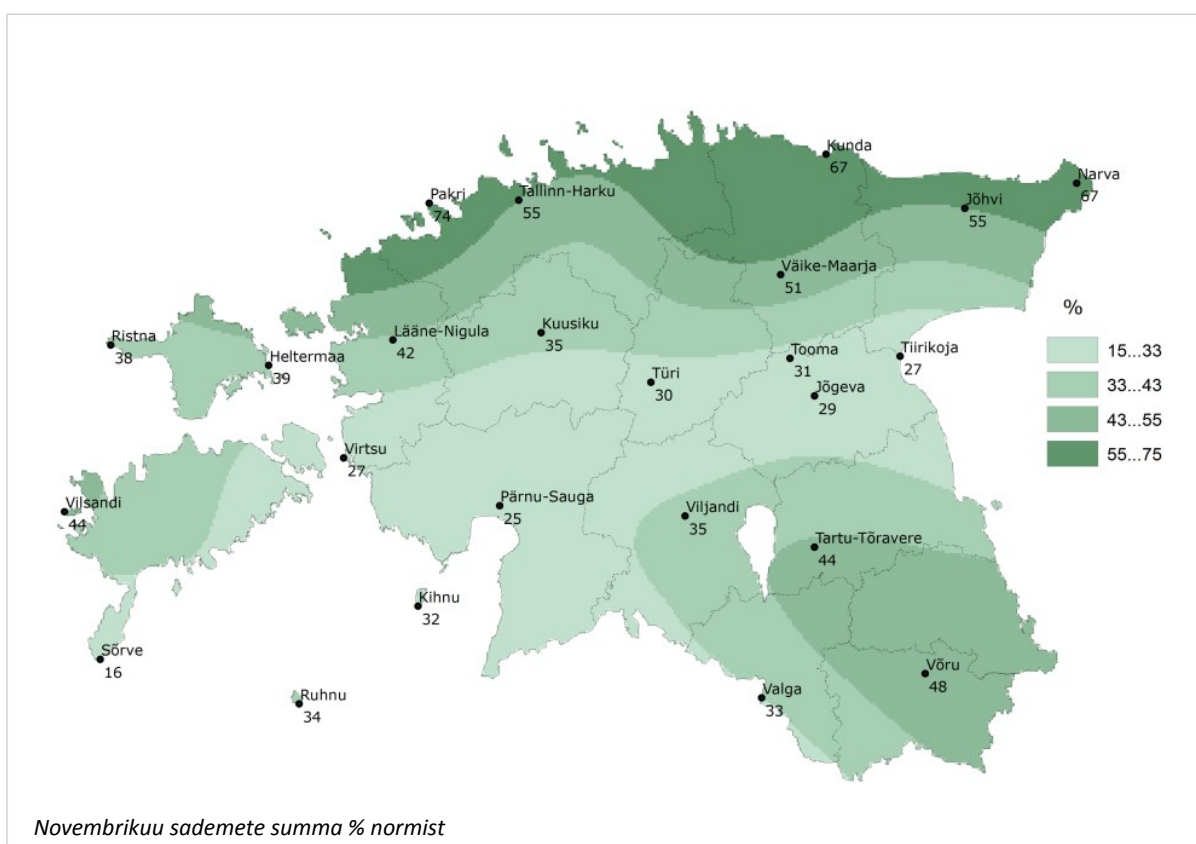 Kunda
67
Narva
67
Pakri
74
Tallinn-Harku
55
Jõhvi
55
Väike-Maarja
51
Ristna
38
Heltermaa
39
Lääne-Nigula
42
Kuusiku
35
Türi
30
Tooma
31
Tiirikoja
27
Jõgeva
29
%
15...33
33...43
43...55
55...75
Virtsu
27
Vilsandi
44
Pärnu-Sauga
25
Viljandi
35
Tartu-Tõravere
44
Kihnu
32
Sõrve
16
Ruhnu
34
Valga
33
Võru
48
Novembrikuu sademete summa % normist